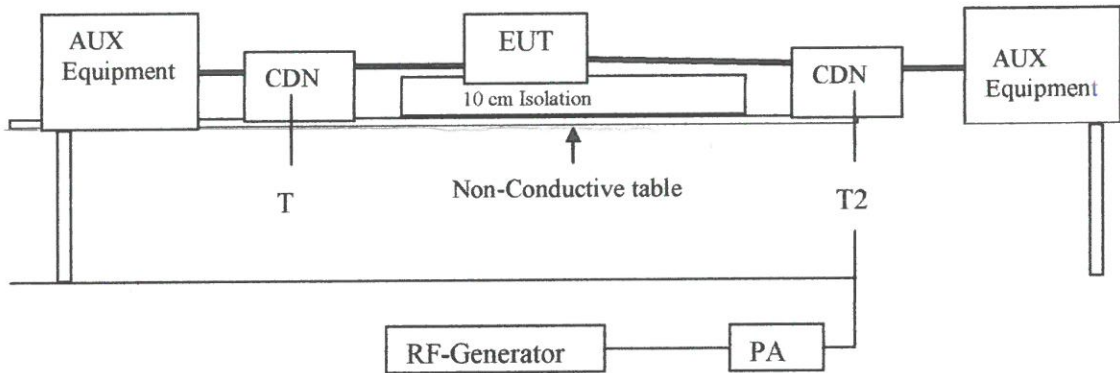 AUX
Equipment
CDN
EUT
10 cm Isolation
CDN
AUX
Equipment
T
Non-Conductive table
T2
RF-Generator
PA